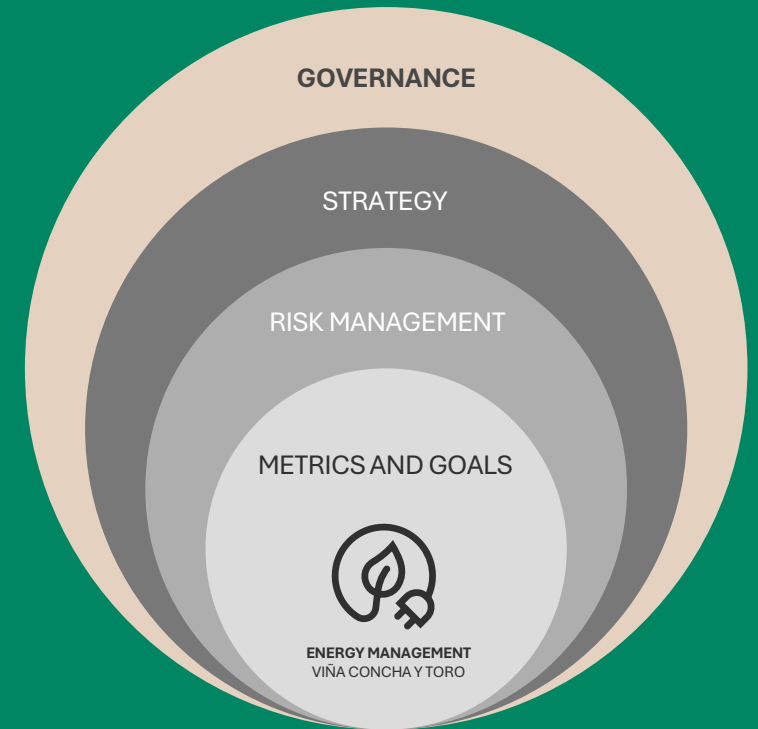 GOVERNANCE
STRATEGY
RISK MANAGEMENT
METRICS AND GOALS
ENERGY MANAGEMENT
VIÑA CONCHA Y TORO